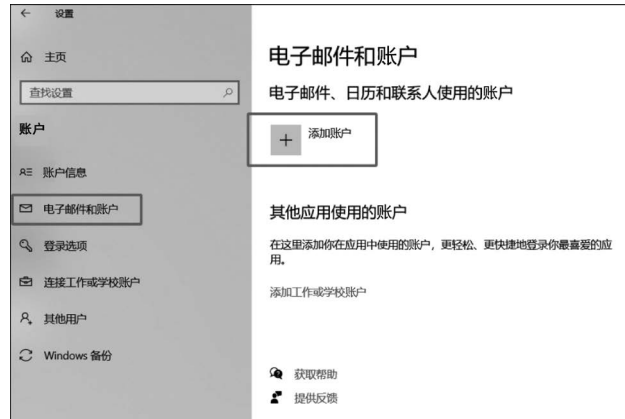 设置
主页
查找设置
账户
账户信息
电子邮件和账户
登录选项
连接工作或学校账户
其他用户
Windows 备份
电子邮件和账户
电子邮件、日历和联系人使用的账户
添加账户
其他应用使用的账户
在这里添加你在应用中使用的账户，更轻松、更快捷地登录你最喜爱的应
用。
添加工作或学校账户
获取帮助
提供反馈